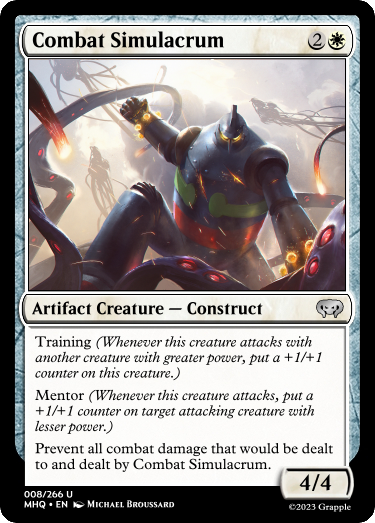 Combat Simulacrum 2
Artifact Creature — Construct
Training (Whenever this creature attacks with
another creature with greater power, put a +1/+1
counter on this creature.)
Mentor (Whenever this creature attacks, put a
+1/+1 counter on target attacking creature with
lesser power.)
Prevent all combat damage that would be dealt
to and dealt by Combat Simulacrum.
4/4
008/266 U
MHQ • EN Michael Broussard
©2023 Grapple